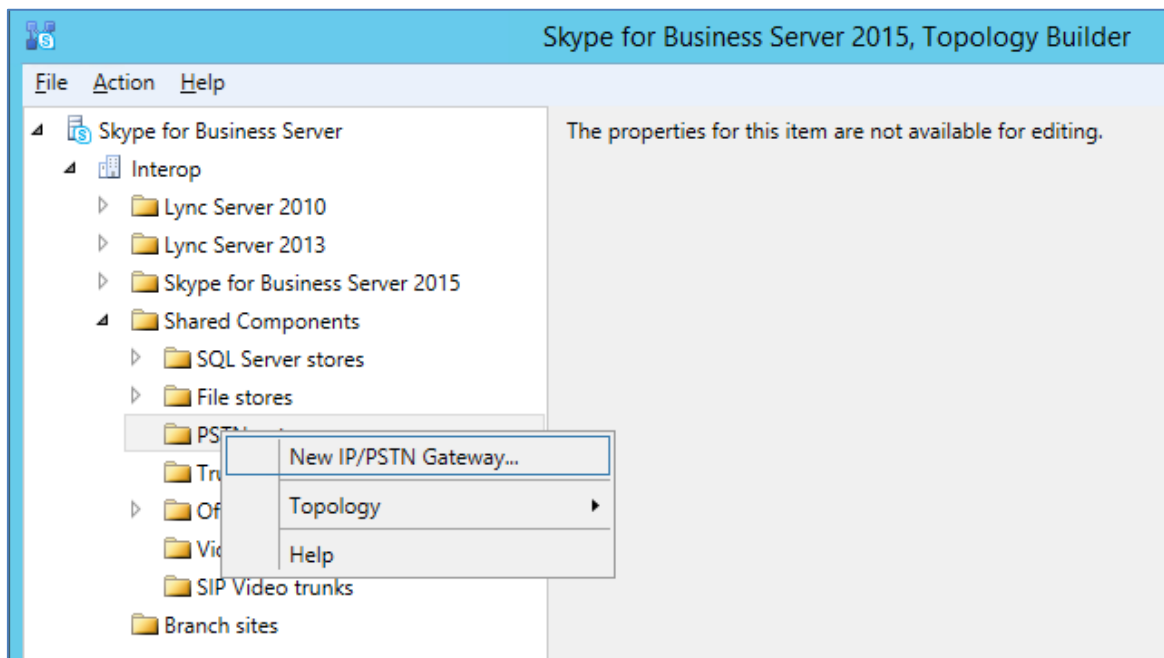 Skype for Business Server 2015, Topology Builder
File Action Help
Skype for Business Server
The properties for this item are not available for editing.
Interop
Lync Server 2010
Lync Server 2013
Skype for Business Server 2015
Shared Components
SQL Server stores
File stores
New IP/PSTN Gateway...
Topology
Help
SIP Video trunks
Branch sites